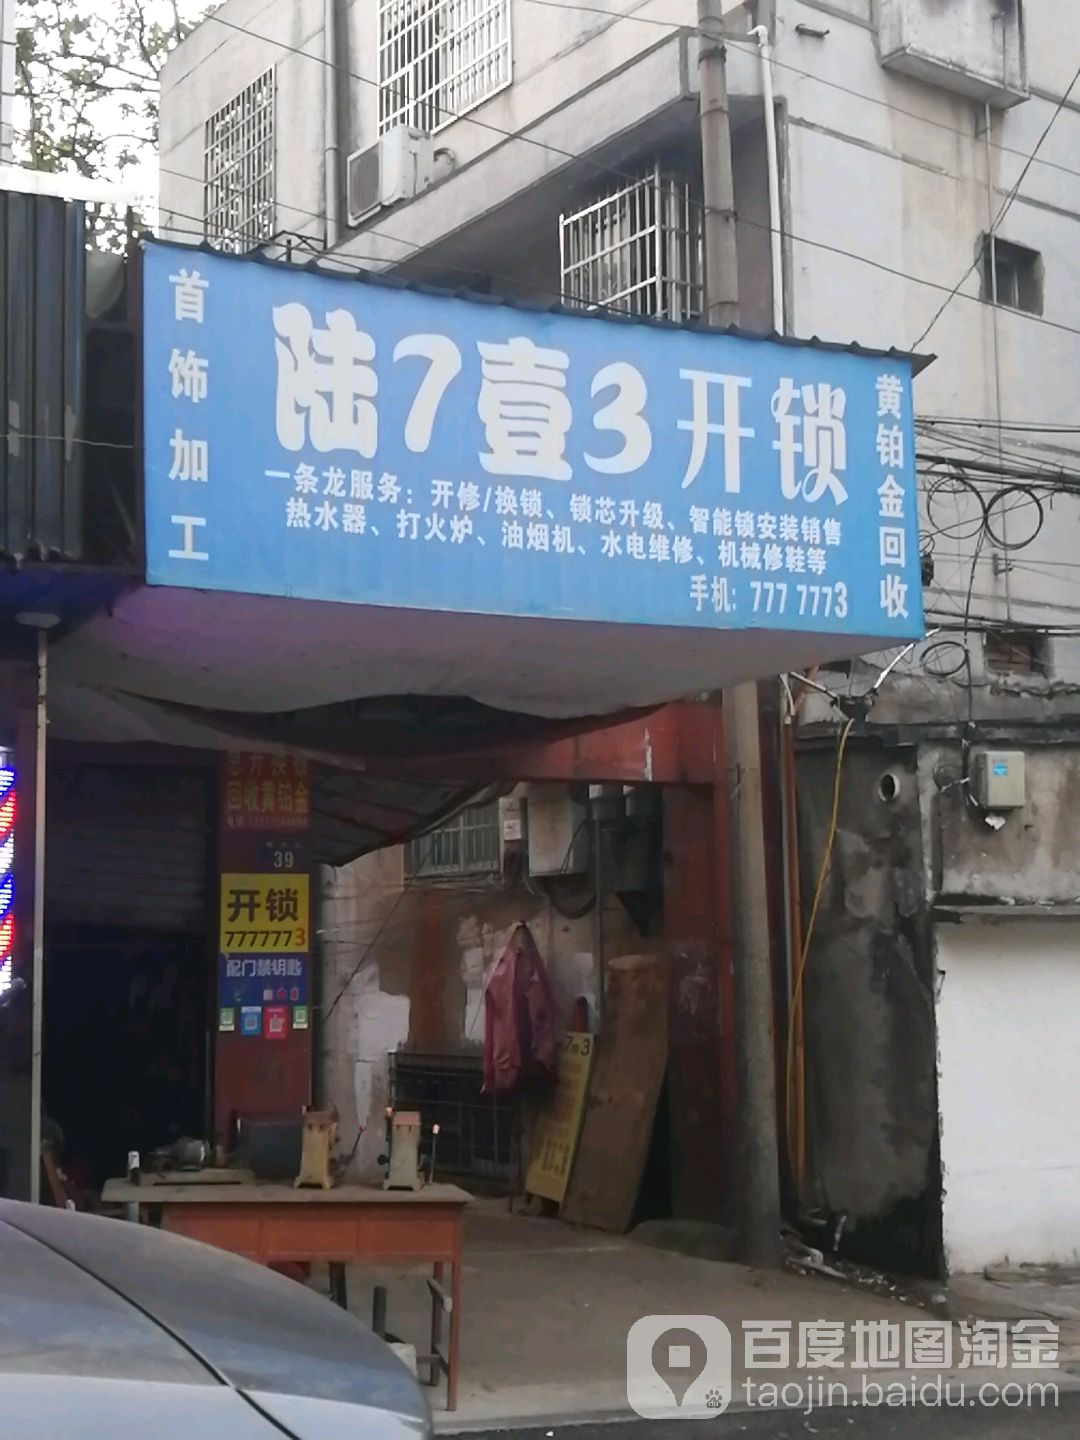 首饰加工
陆7壹3开锁
一条龙服务：开修/换锁、锁芯升级、智能锁安装销售
热水器、打火炉、油烟机、水电维修、机械修鞋等
手机：777 7773
黄铂金回收
回收黄铂金
39
开锁
7777773
配门禁钥匙
百度地图淘金
taojin.baidu.com